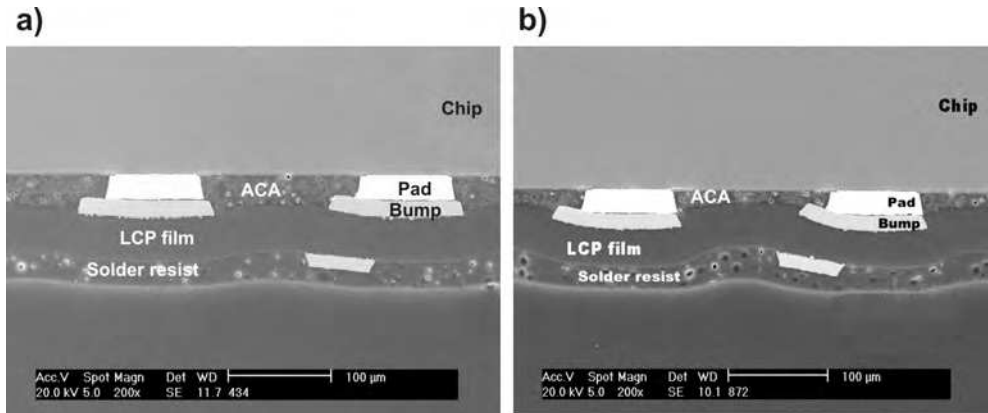 a)
Chip
ACA
Pad
Bump
LCP film
Solder resist
Acc.V Spot Magn Det WD 100 µm
20.0 kV 5.0 200x SE 11.7 434
b)
Chip
ACA
Pad
Bump
LCP film
Solder resist
Acc.V Spot Magn Det WD 100 µm
20.0 kV 5.0 200x SE 10.1 872